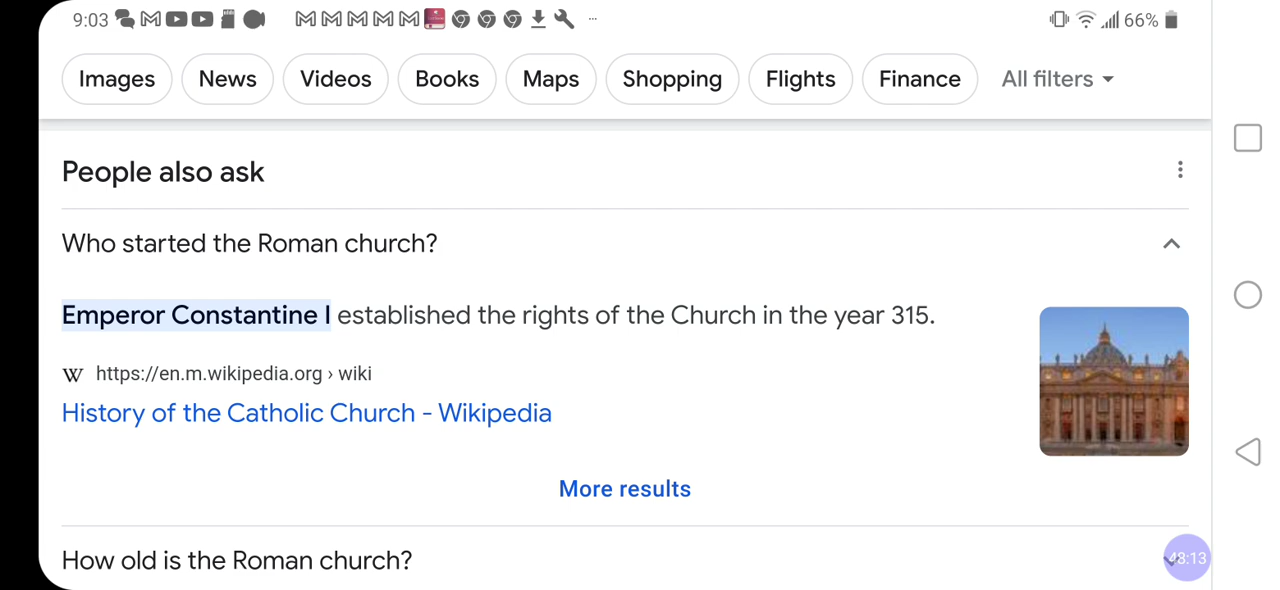 9:03 66%
Images News Videos Books Maps Shopping Flights Finance All filters
People also ask
Who started the Roman church?
Emperor Constantine I established the rights of the Church in the year 315.
W https://en.m.wikipedia.org › wiki
History of the Catholic Church - Wikipedia
More results
How old is the Roman church?
48:13